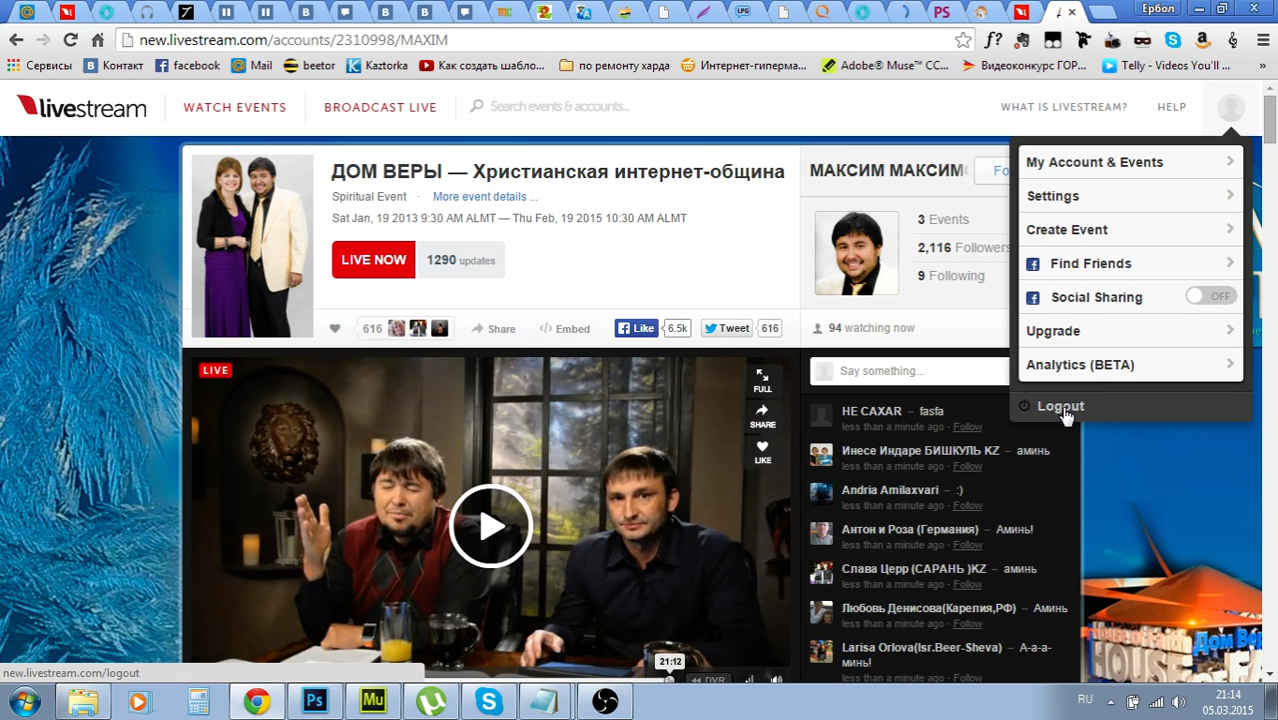 Ербол
new.livestream.com/accounts/2310998/MAXIM
Сервисы
Контакт
facebook
Mail
beetor
Kaztorka
Как создать шабло...
по ремонту харда
Интернет-гиперма...
Adobe® Muse™ CC...
Видеоконкурс ГОР...
Telly - Videos You'll ...
livestream
WATCH EVENTS
BROADCAST LIVE
Search events & accounts...
WHAT IS LIVESTREAM?
HELP
ДОМ ВЕРЫ — Христианская интернет-община
Spiritual Event · More event details ...
Sat Jan, 19 2013 9:30 AM ALMT — Thu Feb, 19 2015 10:30 AM ALMT
LIVE NOW
1290 updates
616
Share
Embed
Like
6.5k
Tweet
616
МАКСИМ МАКСИМО
Fo
3 Events
2,116 Followers
9 Following
94 watching now
My Account & Events
Settings
Create Event
Find Friends
Social Sharing
OFF
Upgrade
Analytics (BETA)
Logout
LIVE
FULL
SHARE
LIKE
21:12
DVR
Say something...
НЕ САХАР – fasfa
less than a minute ago - Follow
Инесе Индаре БИШКУЛЬ KZ – аминь
less than a minute ago - Follow
Andria Amilaxvari – :)
less than a minute ago - Follow
Антон и Роза (Германия) – Аминь!
less than a minute ago - Follow
Слава Церр (САРАНЬ )KZ – аминь
less than a minute ago - Follow
Любовь Денисова(Карелия,РФ) – Аминь
less than a minute ago - Follow
Larisa Orlova(Isr.Beer-Sheva) – А-а-а-
минь!
less than a minute ago - Follow
new.livestream.com/logout
Ps
Mu
RU
21:14
05.03.2015